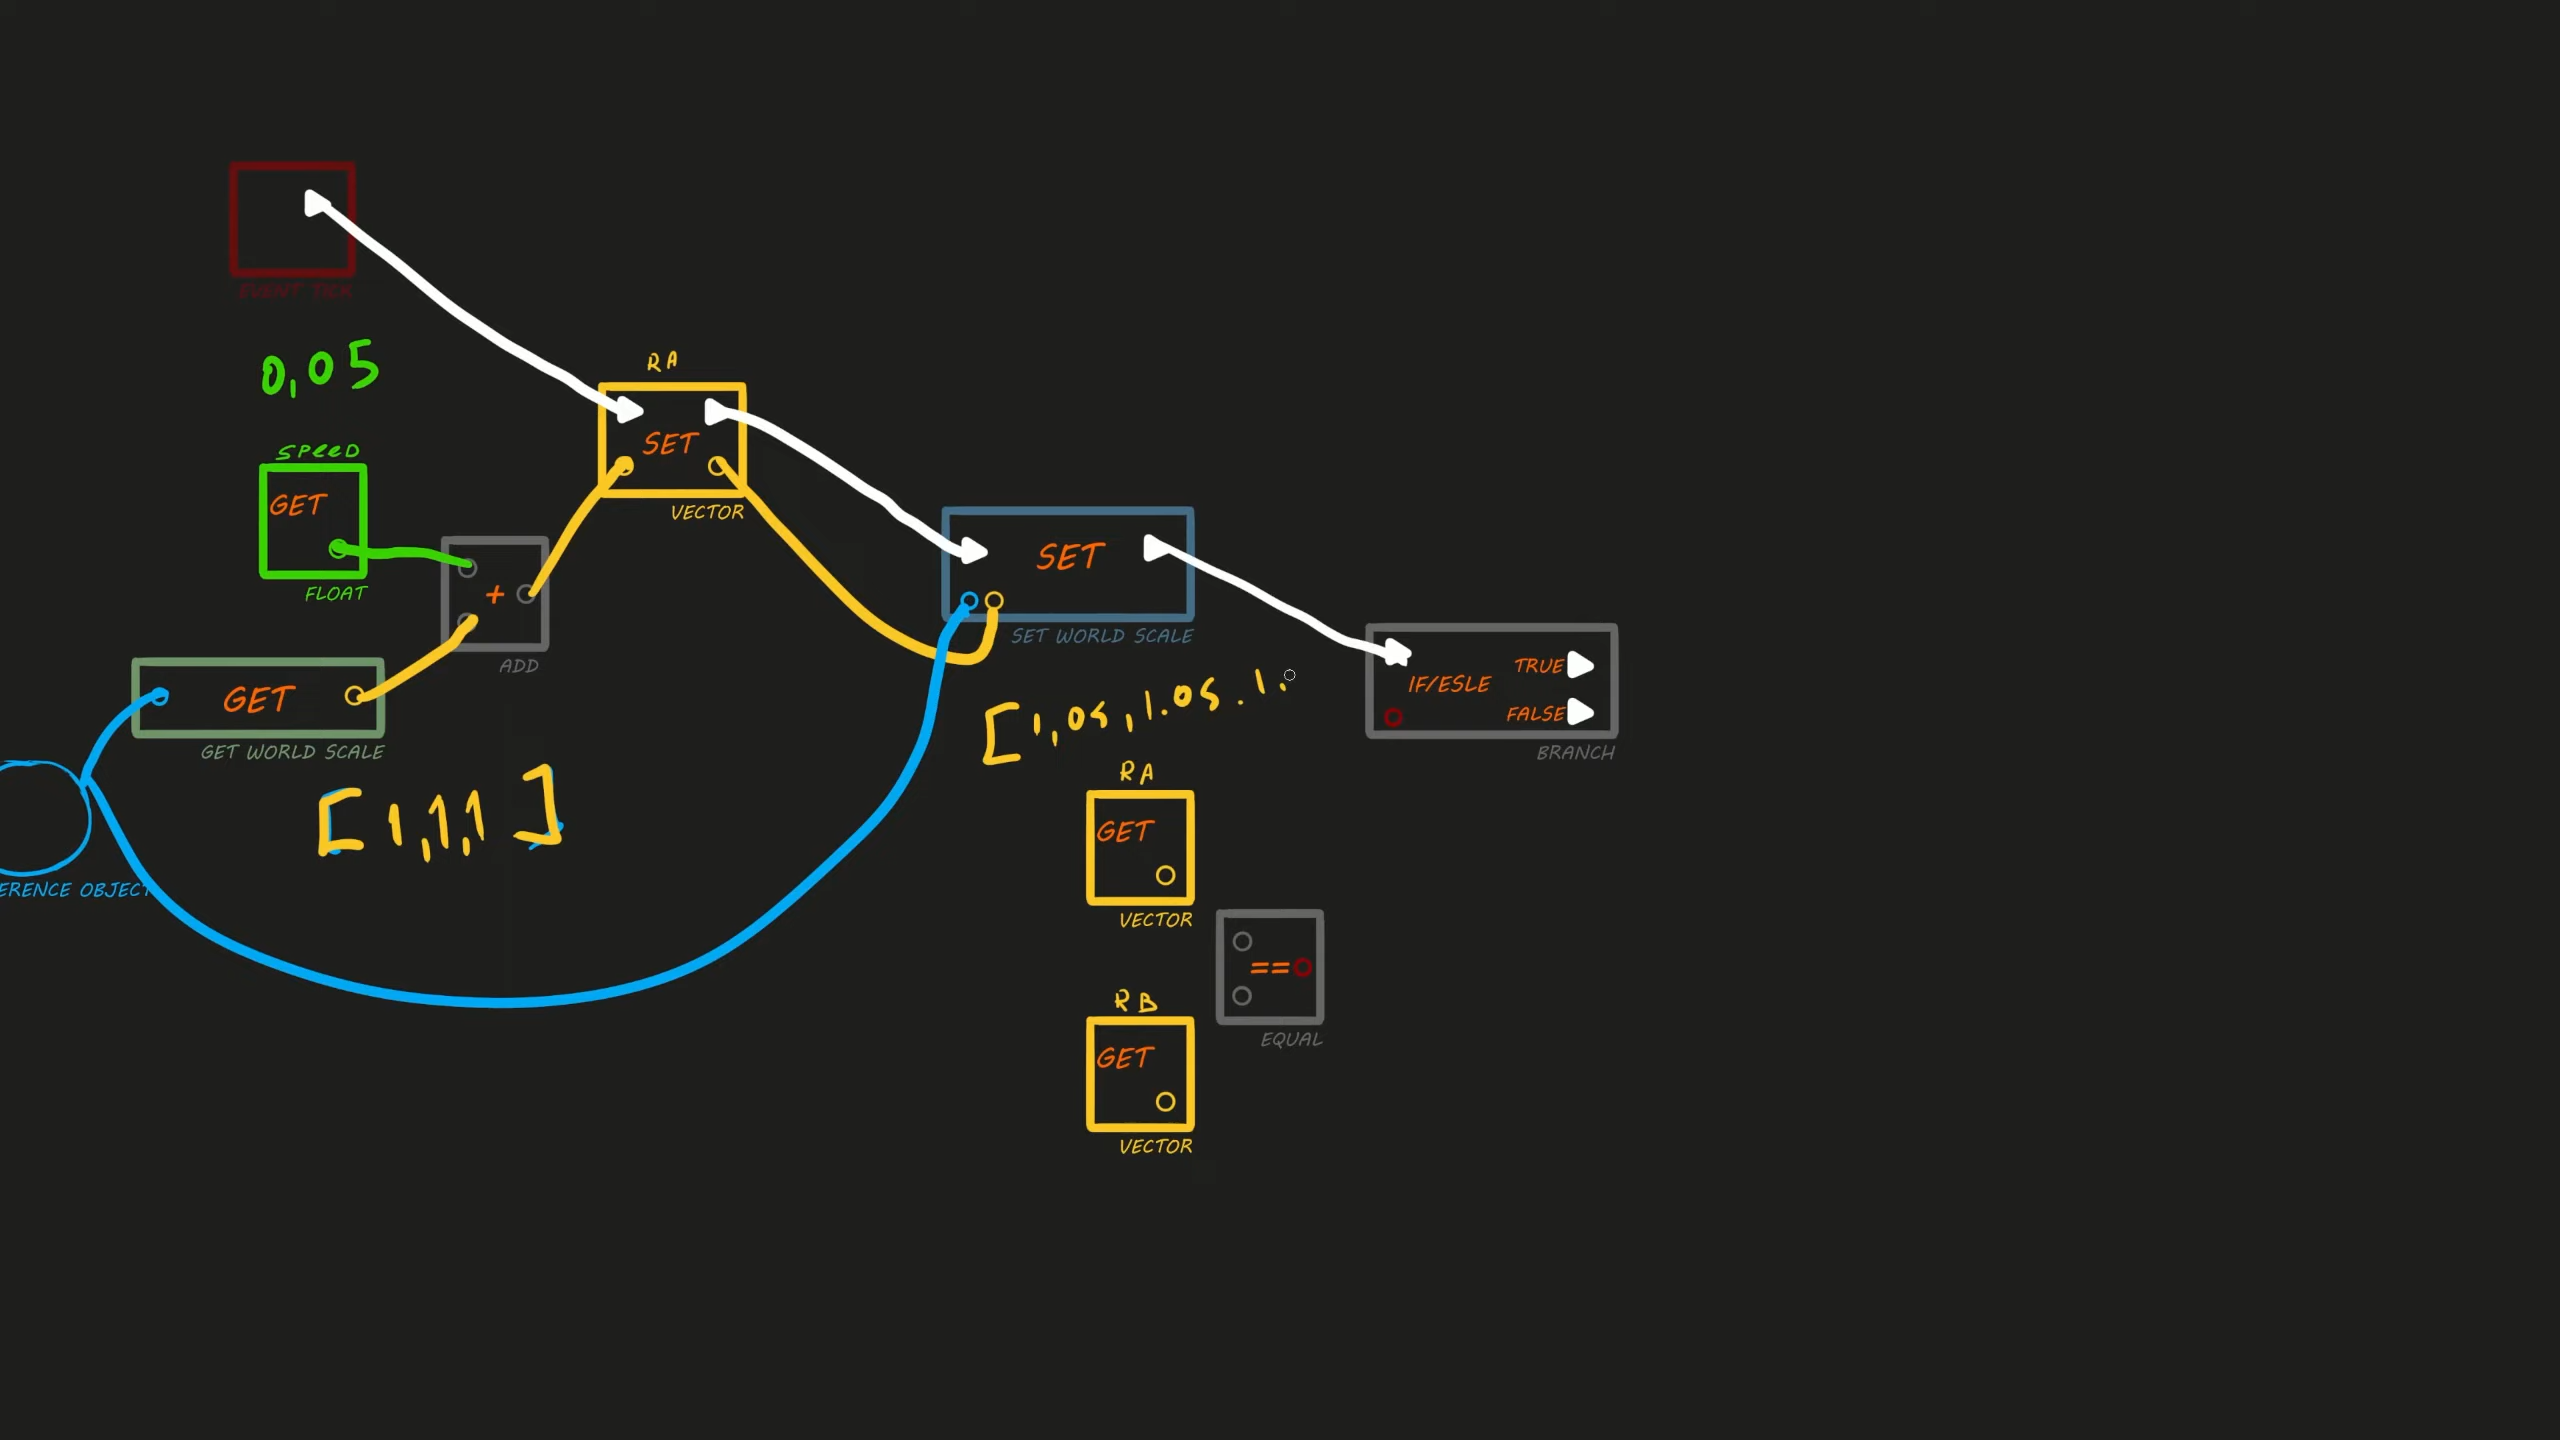 EVENT TICK
0,05
SPEED
GET
FLOAT
RA
SET
VECTOR
+
ADD
GET
GET WORLD SCALE
[1,1,1]
ERENCE OBJECT
SET
SET WORLD SCALE
[1,05,1.05.1.
IF/ESLE
TRUE
FALSE
BRANCH
RA
GET
VECTOR
==
EQUAL
RB
GET
VECTOR